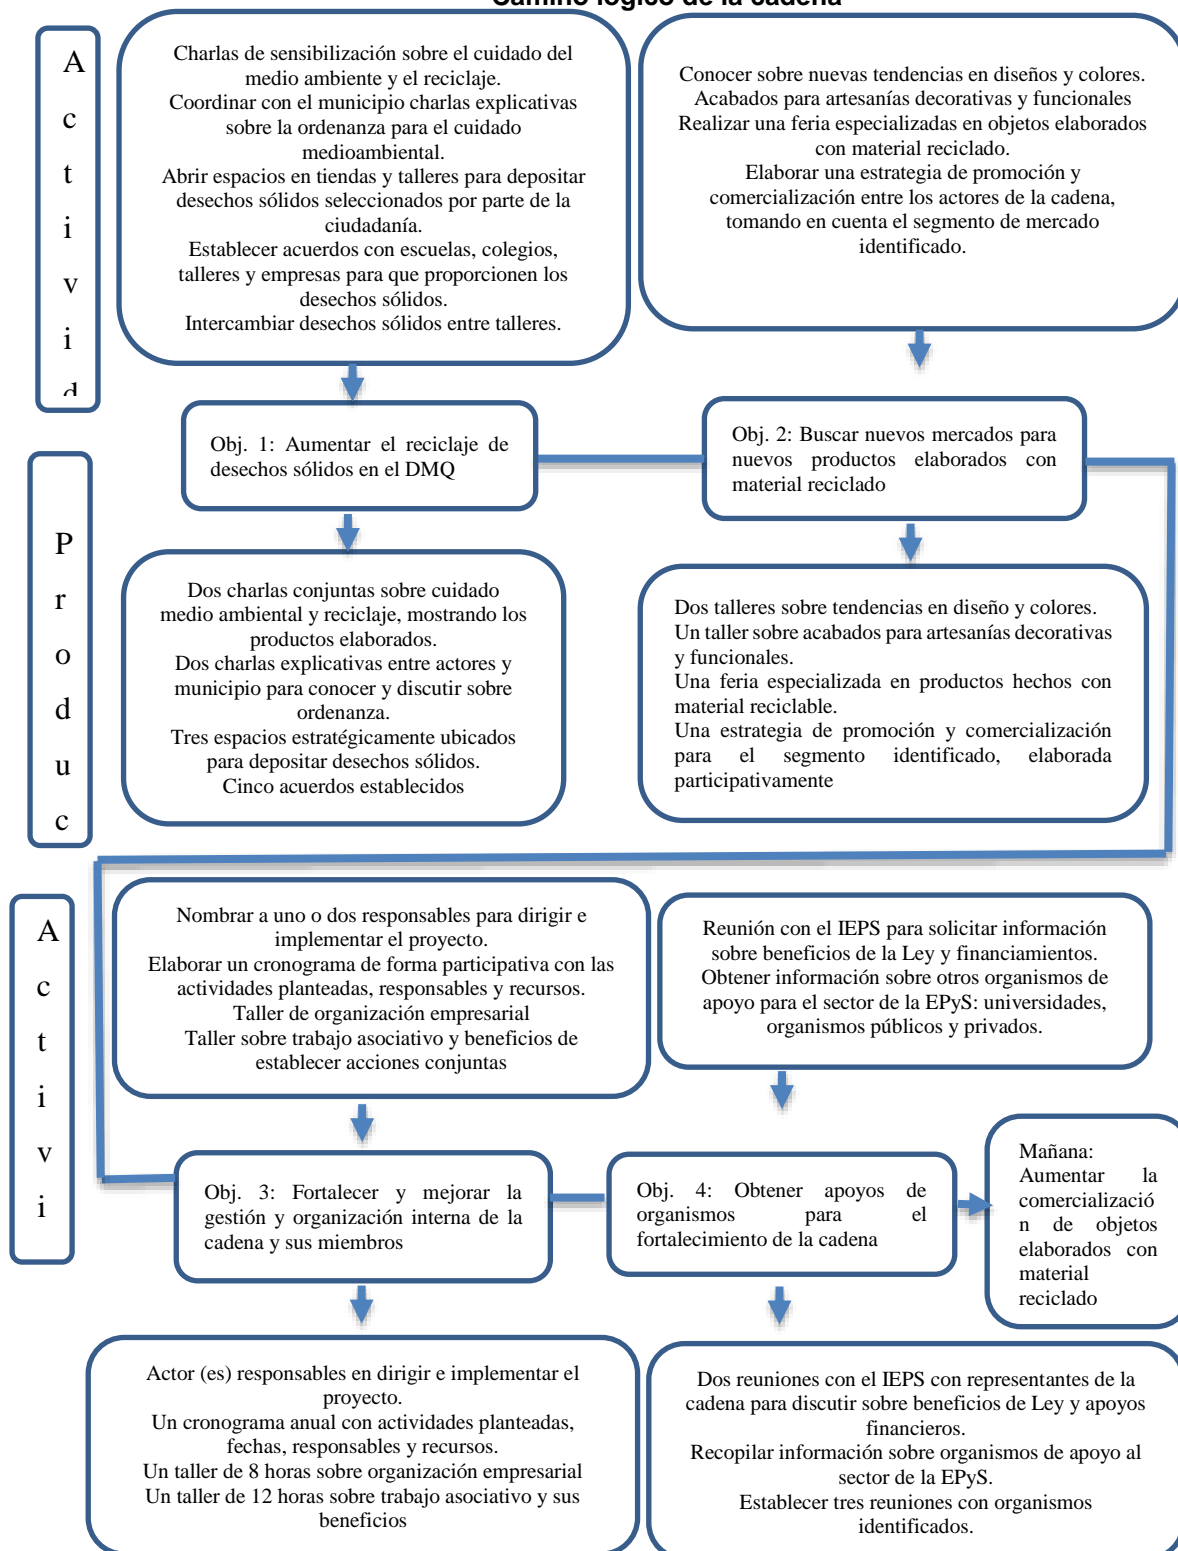 Camino lógico de la cadena
A
c
t
i
v
i
d
Charlas de sensibilización sobre el cuidado del
medio ambiente y el reciclaje.
Coordinar con el municipio charlas explicativas
sobre la ordenanza para el cuidado
medioambiental.
Abrir espacios en tiendas y talleres para depositar
desechos sólidos seleccionados por parte de la
ciudadanía.
Establecer acuerdos con escuelas, colegios,
talleres y empresas para que proporcionen los
desechos sólidos.
Intercambiar desechos sólidos entre talleres.
Conocer sobre nuevas tendencias en diseños y colores.
Acabados para artesanías decorativas y funcionales
Realizar una feria especializadas en objetos elaborados
con material reciclado.
Elaborar una estrategia de promoción y
comercialización entre los actores de la cadena,
tomando en cuenta el segmento de mercado
identificado.
Obj. 1: Aumentar el reciclaje de
desechos sólidos en el DMQ
Obj. 2: Buscar nuevos mercados para
nuevos productos elaborados con
material reciclado
P
r
o
d
u
c
Dos charlas conjuntas sobre cuidado
medio ambiental y reciclaje, mostrando los
productos elaborados.
Dos charlas explicativas entre actores y
municipio para conocer y discutir sobre
ordenanza.
Tres espacios estratégicamente ubicados
para depositar desechos sólidos.
Cinco acuerdos establecidos
Dos talleres sobre tendencias en diseño y colores.
Un taller sobre acabados para artesanías decorativas
y funcionales.
Una feria especializada en productos hechos con
material reciclable.
Una estrategia de promoción y comercialización
para el segmento identificado, elaborada
participativamente
A
c
t
i
v
i
Nombrar a uno o dos responsables para dirigir e
implementar el proyecto.
Elaborar un cronograma de forma participativa con las
actividades planteadas, responsables y recursos.
Taller de organización empresarial
Taller sobre trabajo asociativo y beneficios de
establecer acciones conjuntas
Reunión con el IEPS para solicitar información
sobre beneficios de la Ley y financiamientos.
Obtener información sobre otros organismos de
apoyo para el sector de la EPyS: universidades,
organismos públicos y privados.
Obj. 3: Fortalecer y mejorar la
gestión y organización interna de la
cadena y sus miembros
Obj. 4: Obtener apoyos de
organismos para el
fortalecimiento de la cadena
Mañana:
Aumentar la
comercializació
n de objetos
elaborados con
material
reciclado
Actor (es) responsables en dirigir e implementar el
proyecto.
Un cronograma anual con actividades planteadas,
fechas, responsables y recursos.
Un taller de 8 horas sobre organización empresarial
Un taller de 12 horas sobre trabajo asociativo y sus
beneficios
Dos reuniones con el IEPS con representantes de la
cadena para discutir sobre beneficios de Ley y apoyos
financieros.
Recopilar información sobre organismos de apoyo al
sector de la EPyS.
Establecer tres reuniones con organismos
identificados.